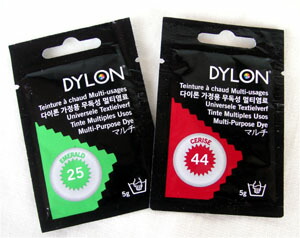 DYLON
Teinture à chaud Multi-usages
다이론 가정용 무독성 멀티염료
Universele Textielverf
Tinte Multiples Usos
Multi-Purpose Dye
マルチ
EMERALD
25
5g
DYLON
Teinture à chaud Multi-usages
다이론 가정용 무독성 멀티염료
Universele Textielverf
Tinte Multiples Usos
Multi-Purpose Dye
マルチ
CERISE
44
5g